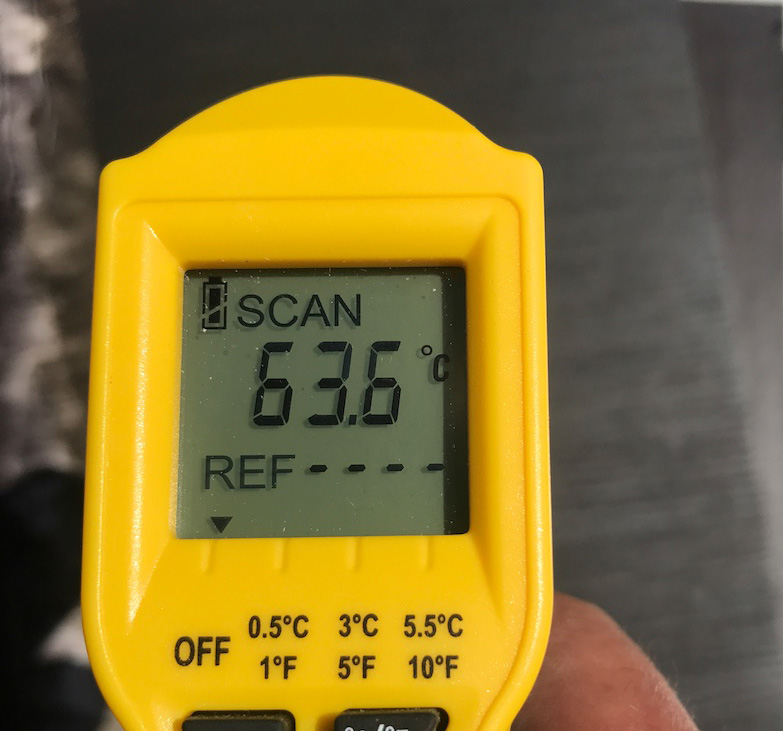 SCAN
63.6 °C
REF - - - -
OFF 0.5°C 3°C 5.5°C
1°F 5°F 10°F